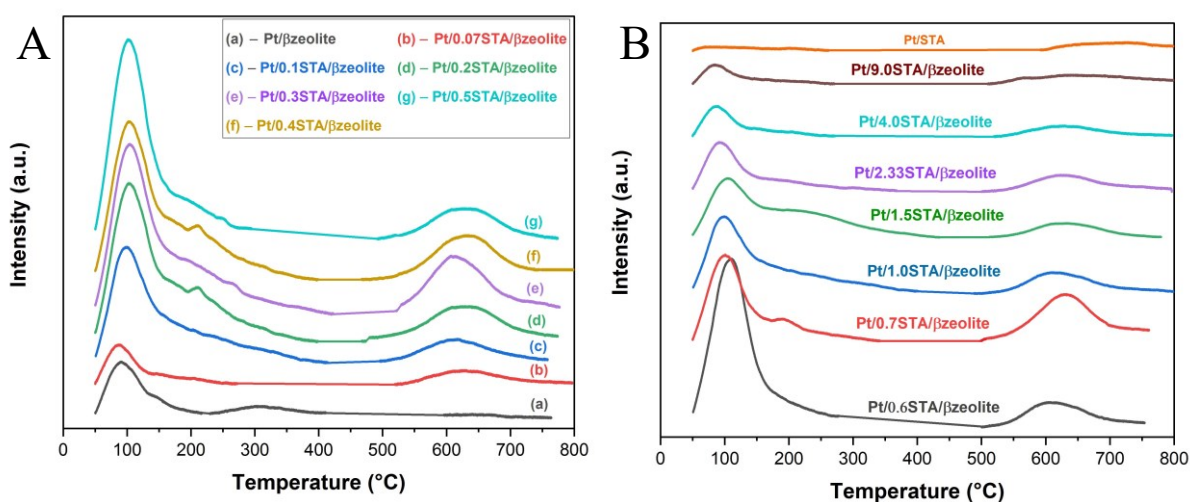 A
(a) – Pt/βzeolite (b) – Pt/0.07STA/βzeolite
(c) – Pt/0.1STA/βzeolite (d) – Pt/0.2STA/βzeolite
(e) – Pt/0.3STA/βzeolite (g) – Pt/0.5STA/βzeolite
(f) – Pt/0.4STA/βzeolite
(g)
(f)
(e)
(d)
(c)
(b)
(a)
Intensity (a.u.)
0 100 200 300 400 500 600 700 800
Temperature (°C)
B
Pt/STA
Pt/9.0STA/βzeolite
Pt/4.0STA/βzeolite
Pt/2.33STA/βzeolite
Pt/1.5STA/βzeolite
Pt/1.0STA/βzeolite
Pt/0.7STA/βzeolite
Pt/0.6STA/βzeolite
Intensity (a.u.)
0 100 200 300 400 500 600 700 800
Temperature (°C)